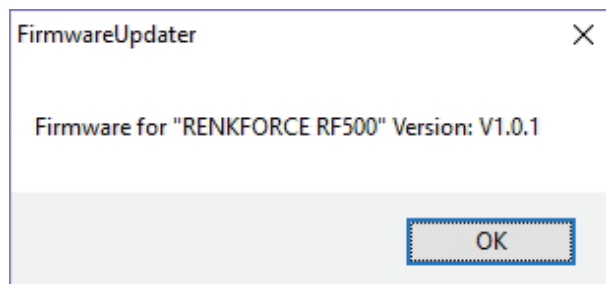 FirmwareUpdater
Firmware for "RENKFORCE RF500" Version: V1.0.1
OK